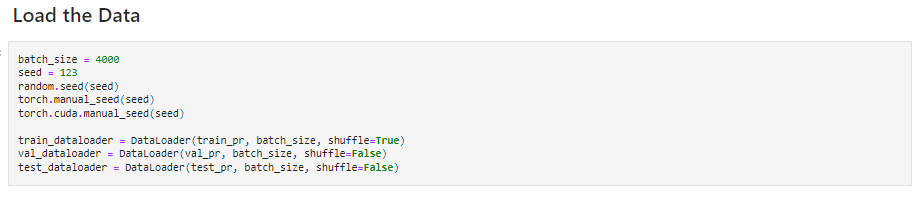 Load the Data
batch_size = 4000
seed = 123
random.seed(seed)
torch.manual_seed(seed)
torch.cuda.manual_seed(seed)
train_dataloader = DataLoader(train_pr, batch_size, shuffle=True)
val_dataloader = DataLoader(val_pr, batch_size, shuffle=False)
test_dataloader = DataLoader(test_pr, batch_size, shuffle=False)